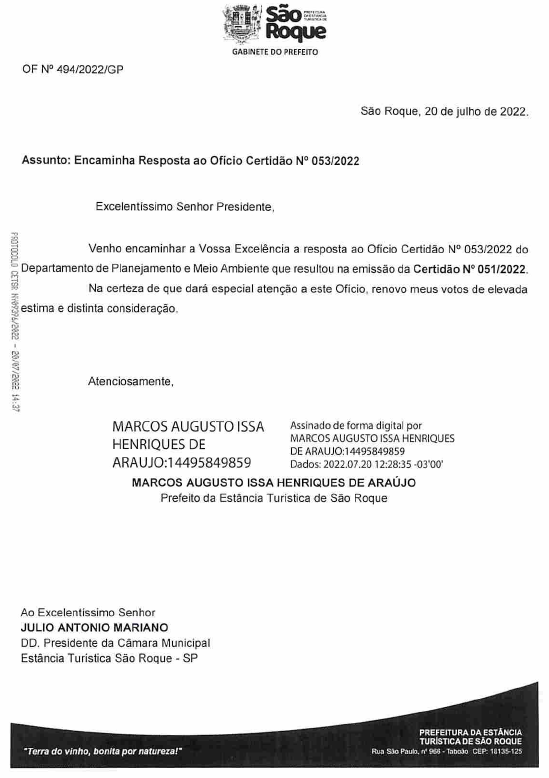 São Roque PREFEITURA DA ESTÂNCIA TURÍSTICA DE
GABINETE DO PREFEITO
OF Nº 494/2022/GP
São Roque, 20 de julho de 2022.
Assunto: Encaminha Resposta ao Ofício Certidão Nº 053/2022
Excelentíssimo Senhor Presidente,
Venho encaminhar a Vossa Excelência a resposta ao Ofício Certidão Nº 053/2022 do
Departamento de Planejamento e Meio Ambiente que resultou na emissão da Certidão Nº 051/2022.
Na certeza de que dará especial atenção a este Ofício, renovo meus votos de elevada
estima e distinta consideração.
Atenciosamente,
MARCOS AUGUSTO ISSA
HENRIQUES DE
ARAUJO:14495849859
Assinado de forma digital por
MARCOS AUGUSTO ISSA HENRIQUES
DE ARAUJO:14495849859
Dados: 2022.07.20 12:28:35 -03'00'
MARCOS AUGUSTO ISSA HENRIQUES DE ARAÚJO
Prefeito da Estância Turística de São Roque
Ao Excelentíssimo Senhor
JULIO ANTONIO MARIANO
DD. Presidente da Câmara Municipal
Estância Turística São Roque - SP
PROTOCOLO CETSR - 20/07/2022 14:37
"Terra do vinho, bonita por natureza!"
PREFEITURA DA ESTÂNCIA
TURÍSTICA DE SÃO ROQUE
Rua São Paulo, nº 966 - Taboão CEP: 18135-125